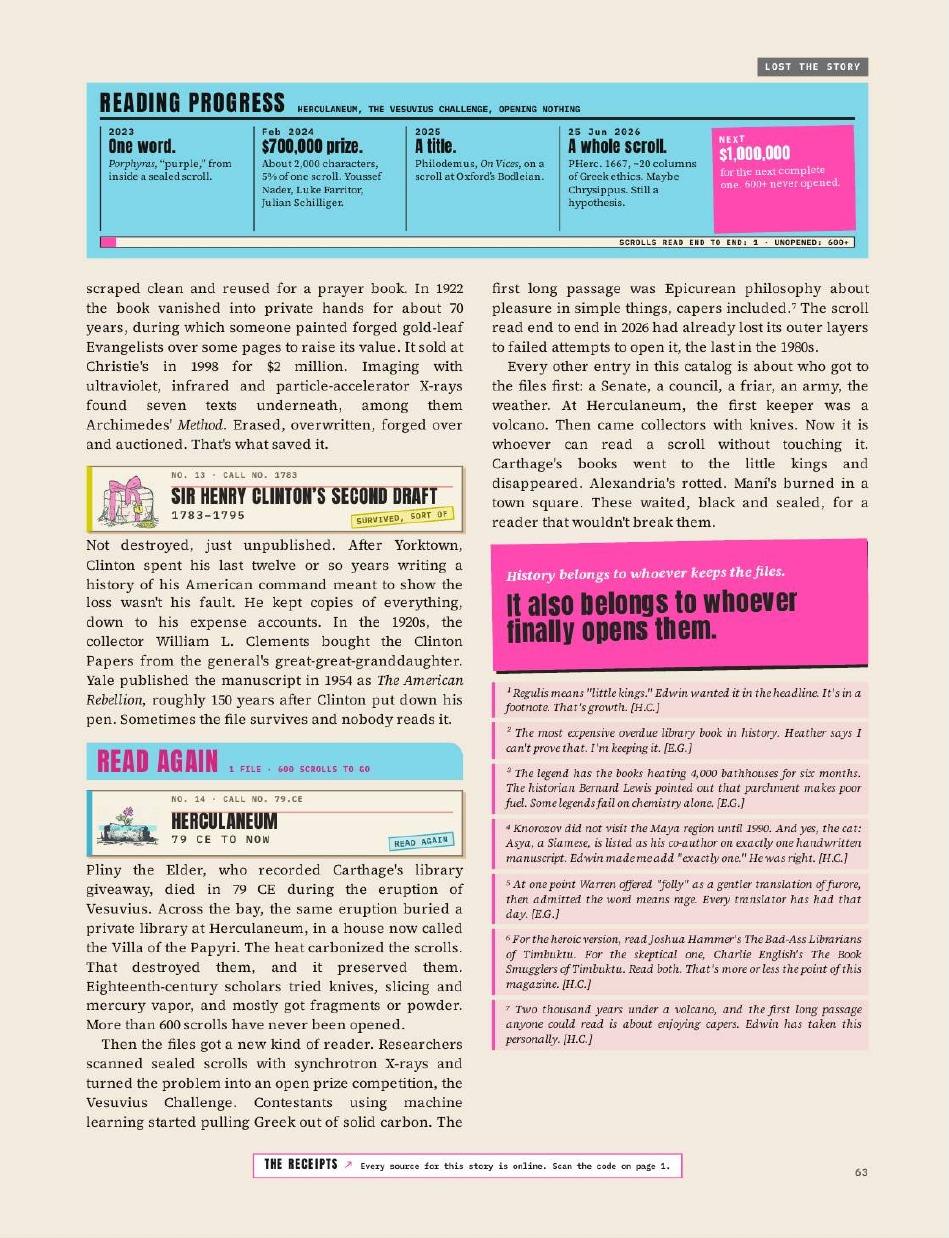 LOST THE STORY
READING PROGRESS HERCULANEUM, THE VESUVIUS CHALLENGE, OPENING NOTHING
2023
One word.
Porphyras, “purple,” from
inside a sealed scroll.
Feb 2024
$700,000 prize.
About 2,000 characters,
5% of one scroll. Youssef
Nader, Luke Farritor,
Julian Schilliger.
2025
A title.
Philodemus, On Vices, on a
scroll at Oxford's Bodleian.
25 Jun 2026
A whole scroll.
PHerc. 1667, ~20 columns
of Greek ethics. Maybe
Chrysippus. Still a
hypothesis.
NEXT
$1,000,000
for the next complete
one. 600+ never opened.
SCROLLS READ END TO END: 1 · UNOPENED: 600+
scraped clean and reused for a prayer book. In 1922
the book vanished into private hands for about 70
years, during which someone painted forged gold-leaf
Evangelists over some pages to raise its value. It sold at
Christie's in 1998 for $2 million. Imaging with
ultraviolet, infrared and particle-accelerator X-rays
found seven texts underneath, among them
Archimedes' Method. Erased, overwritten, forged over
and auctioned. That's what saved it.
NO. 13 · CALL NO. 1783
SIR HENRY CLINTON'S SECOND DRAFT
1783–1795
SURVIVED, SORT OF
Not destroyed, just unpublished. After Yorktown,
Clinton spent his last twelve or so years writing a
history of his American command meant to show the
loss wasn't his fault. He kept copies of everything,
down to his expense accounts. In the 1920s, the
collector William L. Clements bought the Clinton
Papers from the general's great-great-granddaughter.
Yale published the manuscript in 1954 as The American
Rebellion, roughly 150 years after Clinton put down his
pen. Sometimes the file survives and nobody reads it.
READ AGAIN 1 FILE · 600 SCROLLS TO GO
NO. 14 · CALL NO. 79.CE
HERCULANEUM
79 CE TO NOW
READ AGAIN
Pliny the Elder, who recorded Carthage's library
giveaway, died in 79 CE during the eruption of
Vesuvius. Across the bay, the same eruption buried a
private library at Herculaneum, in a house now called
the Villa of the Papyri. The heat carbonized the scrolls.
That destroyed them, and it preserved them.
Eighteenth-century scholars tried knives, slicing and
mercury vapor, and mostly got fragments or powder.
More than 600 scrolls have never been opened.
Then the files got a new kind of reader. Researchers
scanned sealed scrolls with synchrotron X-rays and
turned the problem into an open prize competition, the
Vesuvius Challenge. Contestants using machine
learning started pulling Greek out of solid carbon. The
first long passage was Epicurean philosophy about
pleasure in simple things, capers included.⁷ The scroll
read end to end in 2026 had already lost its outer layers
to failed attempts to open it, the last in the 1980s.
Every other entry in this catalog is about who got to
the files first: a Senate, a council, a friar, an army, the
weather. At Herculaneum, the first keeper was a
volcano. Then came collectors with knives. Now it is
whoever can read a scroll without touching it.
Carthage's books went to the little kings and
disappeared. Alexandria's rotted. Mani's burned in a
town square. These waited, black and sealed, for a
reader that wouldn't break them.
History belongs to whoever keeps the files.
It also belongs to whoever
finally opens them.
¹ Regulis means "little kings." Edwin wanted it in the headline. It's in a
footnote. That's growth. [H.C.]
² The most expensive overdue library book in history. Heather says I
can't prove that. I'm keeping it. [E.G.]
³ The legend has the books heating 4,000 bathhouses for six months.
The historian Bernard Lewis pointed out that parchment makes poor
fuel. Some legends fail on chemistry alone. [E.G.]
⁴ Knorozov did not visit the Maya region until 1990. And yes, the cat:
Asya, a Siamese, is listed as his co-author on exactly one handwritten
manuscript. Edwin made me add "exactly one." He was right. [H.C.]
⁵ At one point Warren offered "folly" as a gentler translation of furore,
then admitted the word means rage. Every translator has had that
day. [E.G.]
⁶ For the heroic version, read Joshua Hammer's The Bad-Ass Librarians
of Timbuktu. For the skeptical one, Charlie English's The Book
Smugglers of Timbuktu. Read both. That's more or less the point of this
magazine. [H.C.]
⁷ Two thousand years under a volcano, and the first long passage
anyone could read is about enjoying capers. Edwin has taken this
personally. [H.C.]
THE RECEIPTS ↗ Every source for this story is online. Scan the code on page 1.
63